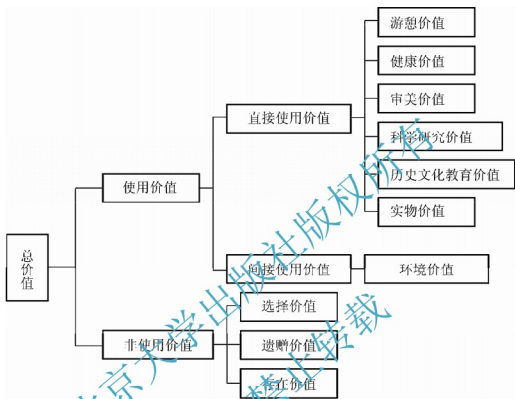 游憩价值
健康价值
审美价值
直接使用价值
科学研究价值
历史文化教育价值
使用价值
实物价值
总价值
间接使用价值
环境价值
选择价值
非使用价值
遗赠价值
存在价值
京大学出版社版权所有
禁止转载